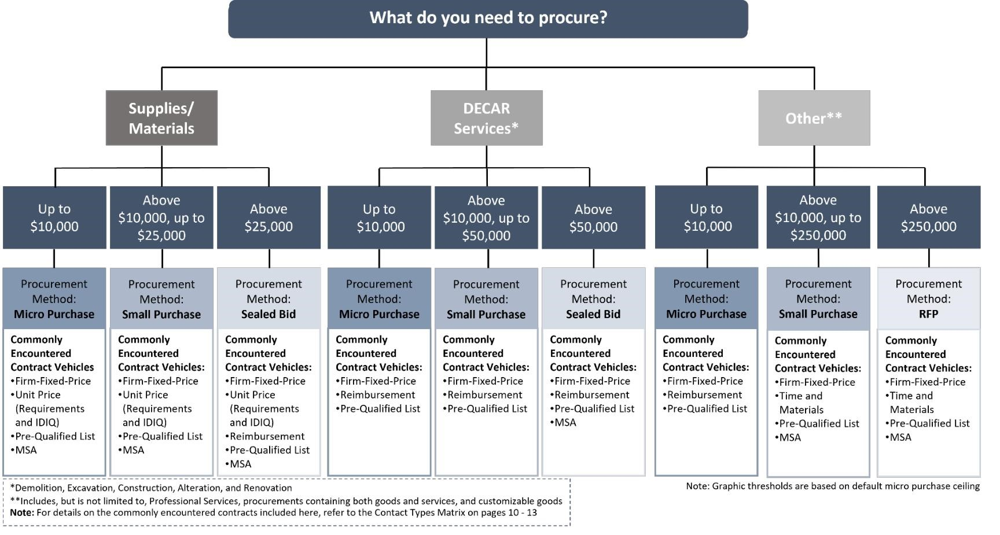 What do you need to procure?
Supplies/
Materials
DECAR
Services*
Other**
Up to
$10,000
Above
$10,000, up to
$25,000
Above
$25,000
Up to
$10,000
Above
$10,000, up to
$50,000
Above
$50,000
Up to
$10,000
Above
$10,000, up to
$250,000
Above
$250,000
Procurement
Method:
Micro Purchase
Commonly
Encountered
Contract Vehicles
•Firm-Fixed-Price
•Unit Price
(Requirements
and IDIQ)
•Pre-Qualified List
•MSA
Procurement
Method:
Small Purchase
Commonly
Encountered
Contract Vehicles:
•Firm-Fixed-Price
•Unit Price
(Requirements
and IDIQ)
•Pre-Qualified List
•MSA
Procurement
Method:
Sealed Bid
Commonly
Encountered
Contract Vehicles:
•Firm-Fixed-Price
•Unit Price
(Requirements
and IDIQ)
•Reimbursement
•Pre-Qualified List
•MSA
Procurement
Method:
Micro Purchase
Commonly
Encountered
Contract Vehicles:
•Firm-Fixed-Price
•Reimbursement
•Pre-Qualified List
Procurement
Method:
Small Purchase
Commonly
Encountered
Contract Vehicles:
•Firm-Fixed-Price
•Reimbursement
•Pre-Qualified List
Procurement
Method:
Sealed Bid
Commonly
Encountered
Contract Vehicles:
•Firm-Fixed-Price
•Reimbursement
•Pre-Qualified List
•MSA
Procurement
Method:
Micro Purchase
Commonly
Encountered
Contract Vehicles:
•Firm-Fixed-Price
•Reimbursement
•Pre-Qualified List
Procurement
Method:
Small Purchase
Commonly
Encountered
Contract Vehicles:
•Firm-Fixed-Price
•Time and
Materials
•Pre-Qualified List
•MSA
Procurement
Method:
RFP
Commonly
Encountered
Contract Vehicles:
•Firm-Fixed-Price
•Time and
Materials
•Pre-Qualified List
•MSA
*Demolition, Excavation, Construction, Alteration, and Renovation
**Includes, but is not limited to, Professional Services, procurements containing both goods and services, and customizable goods
Note: For details on the commonly encountered contracts included here, refer to the Contact Types Matrix on pages 10 - 13
Note: Graphic thresholds are based on default micro purchase ceiling